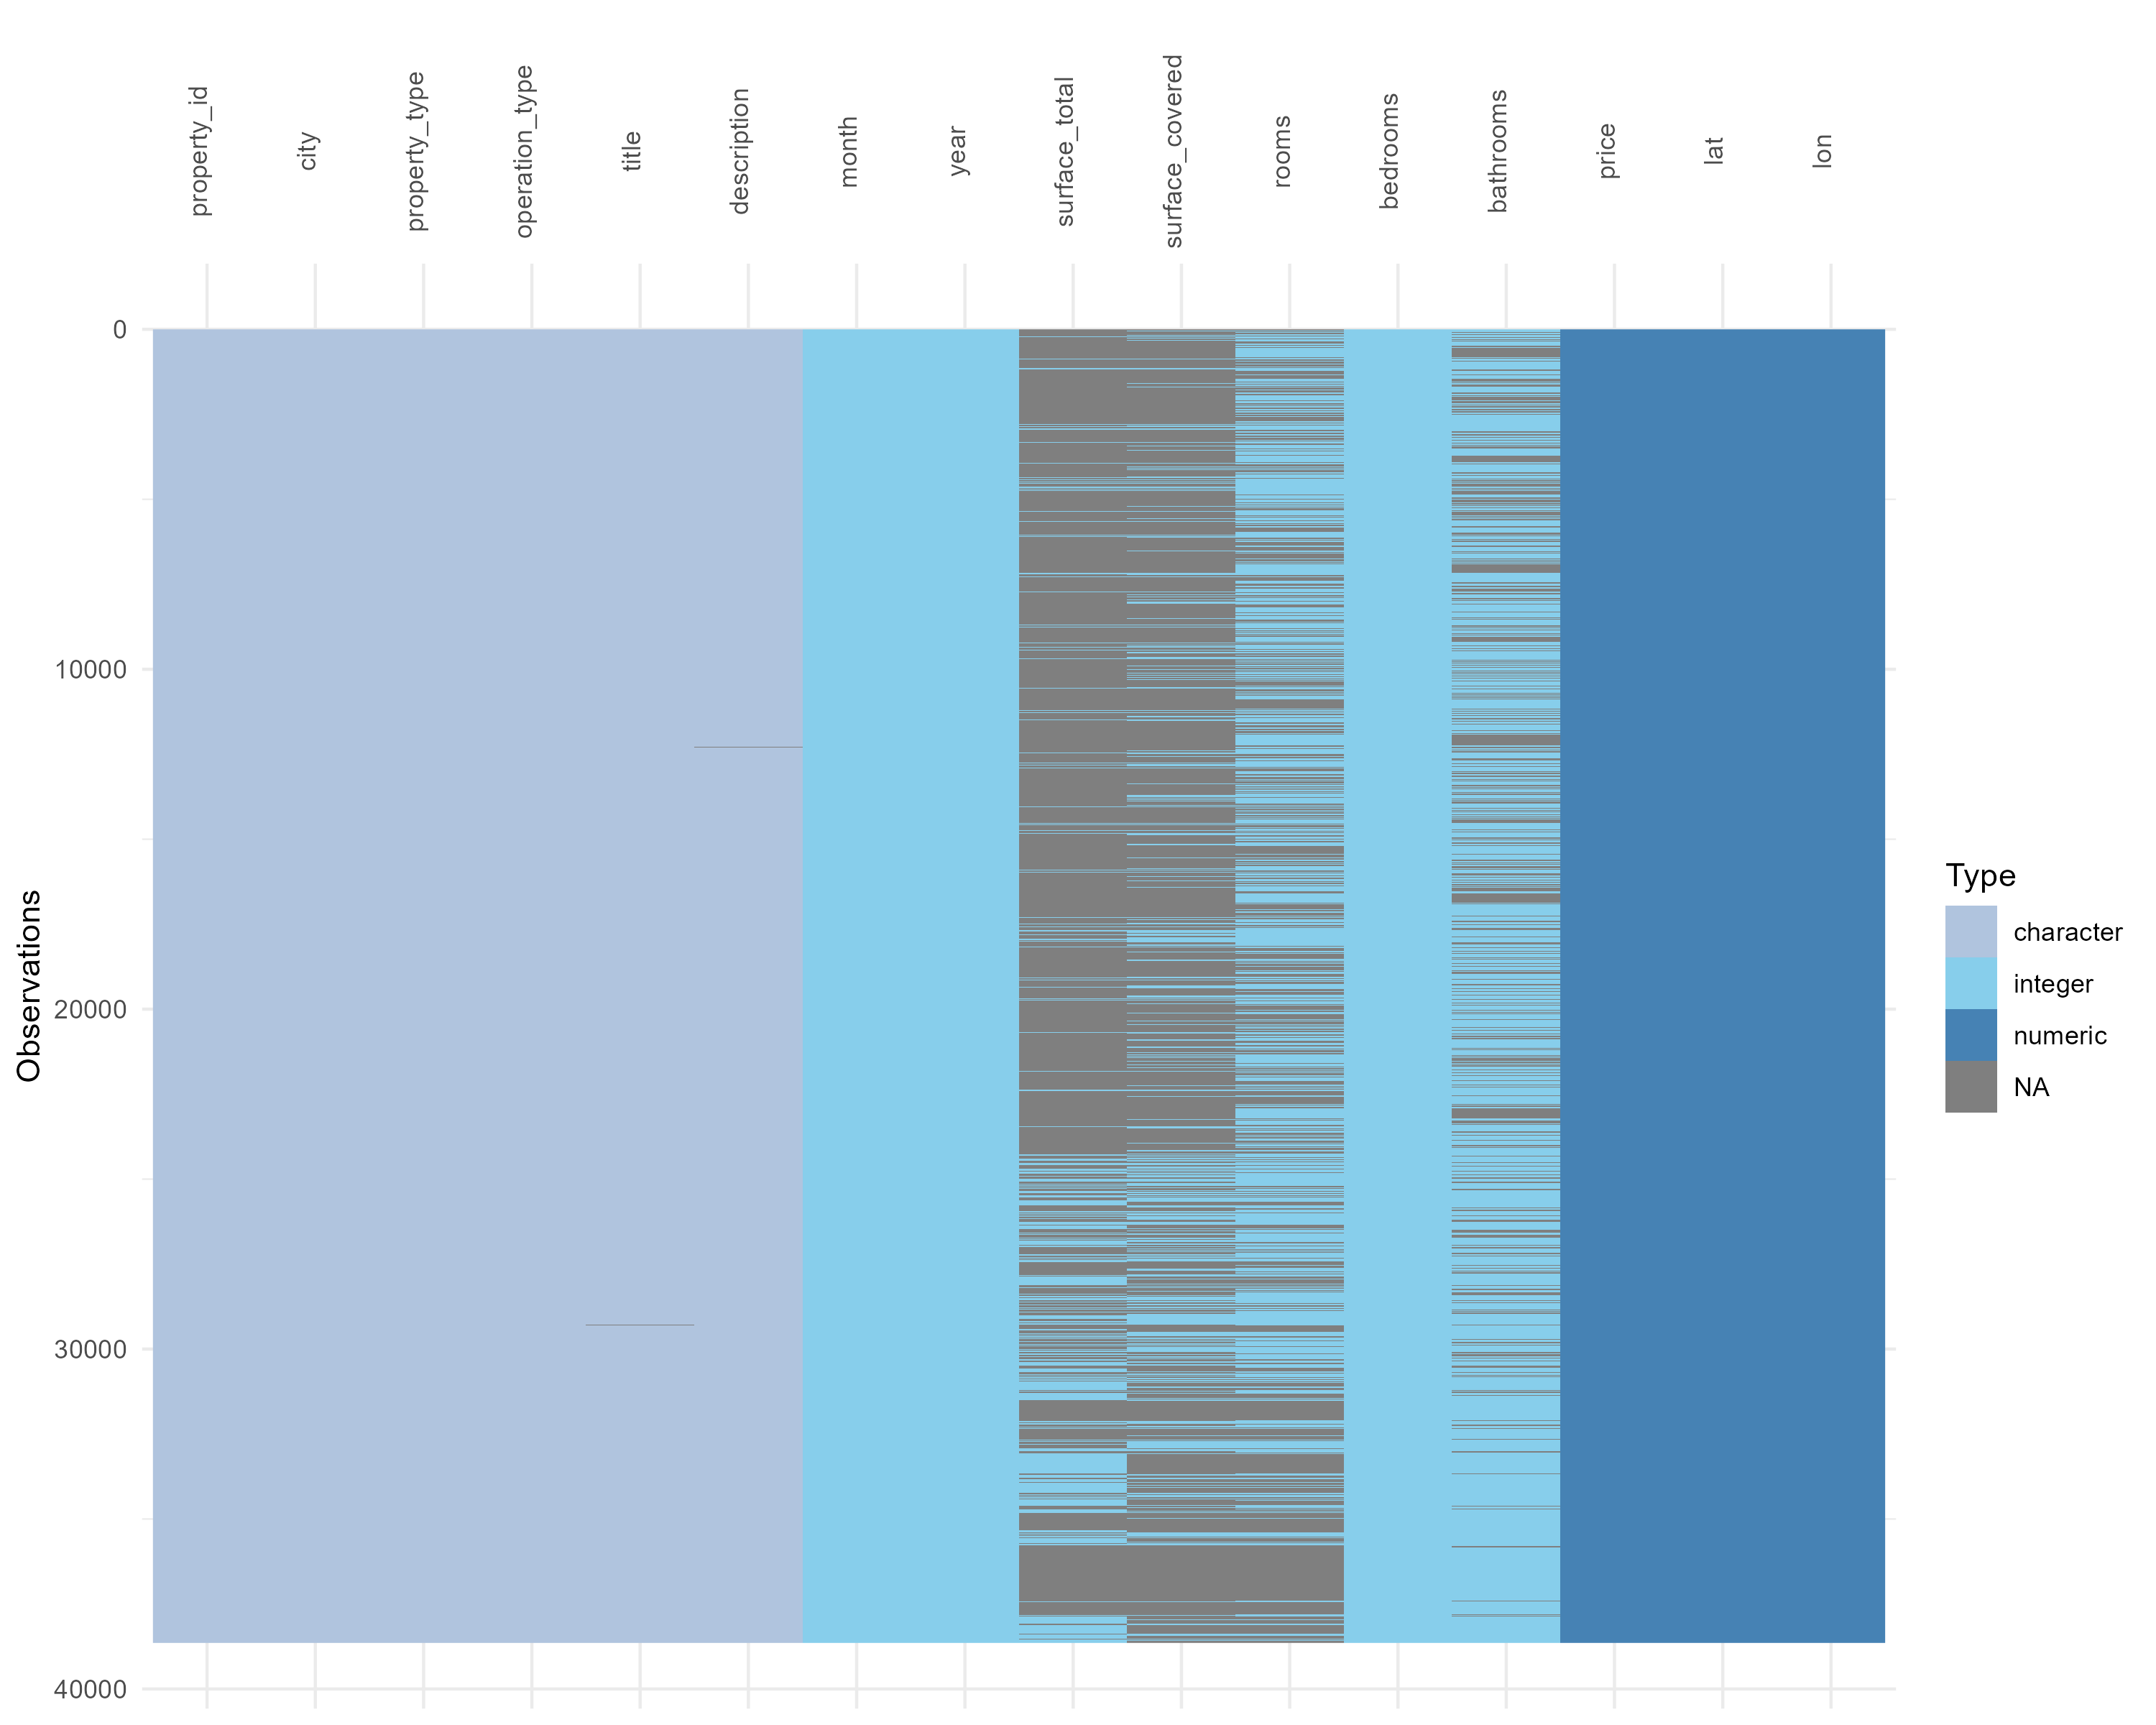 property_id
city
property_type
operation_type
title
description
month
year
surface_total
surface_covered
rooms
bedrooms
bathrooms
price
lat
lon
0
10000
20000
30000
40000
Observations
Type
character
integer
numeric
NA